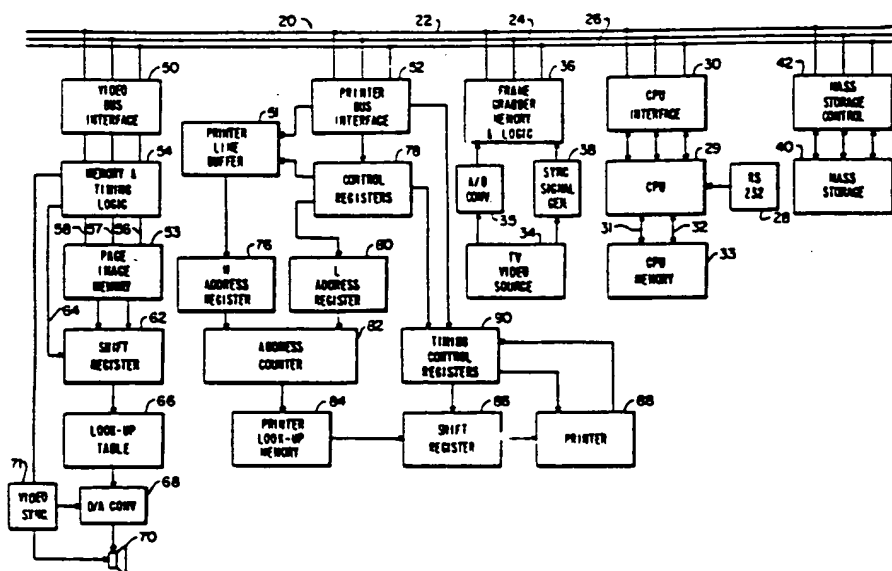 20 22 24 26
50
VIDEO
BUS
INTERFACE
52
PRINTER
BUS
INTERFACE
36
FRAME
GRABBER
MEMORY
& LOGIC
30
CPU
INTERFACE
42
MASS
STORAGE
CONTROL
51
PRINTER
LINE
BUFFER
54
MEMORY &
TIMING
LOGIC
78
CONTROL
REGISTERS
A/D
CONV.
35
38
SYNC
SIGNAL
GEN.
29
CPU
RS
232
28
40
MASS STORAGE
58 57 56
53
PAGE
IMAGE
MEMORY
76
ADDRESS
REGISTER
80
L
ADDRESS
REGISTER
34
TV
VIDEO
SOURCE
31 32
33
CPU
MEMORY
64
62
SHIFT
REGISTER
82
ADDRESS
COUNTER
90
TIMING
CONTROL
REGISTERS
66
LOOK-UP
TABLE
84
PRINTER
LOOK-UP
MEMORY
SHIFT
REGISTER
PRINTER
71
VIDEO
SYNC
68
D/A CONV
70